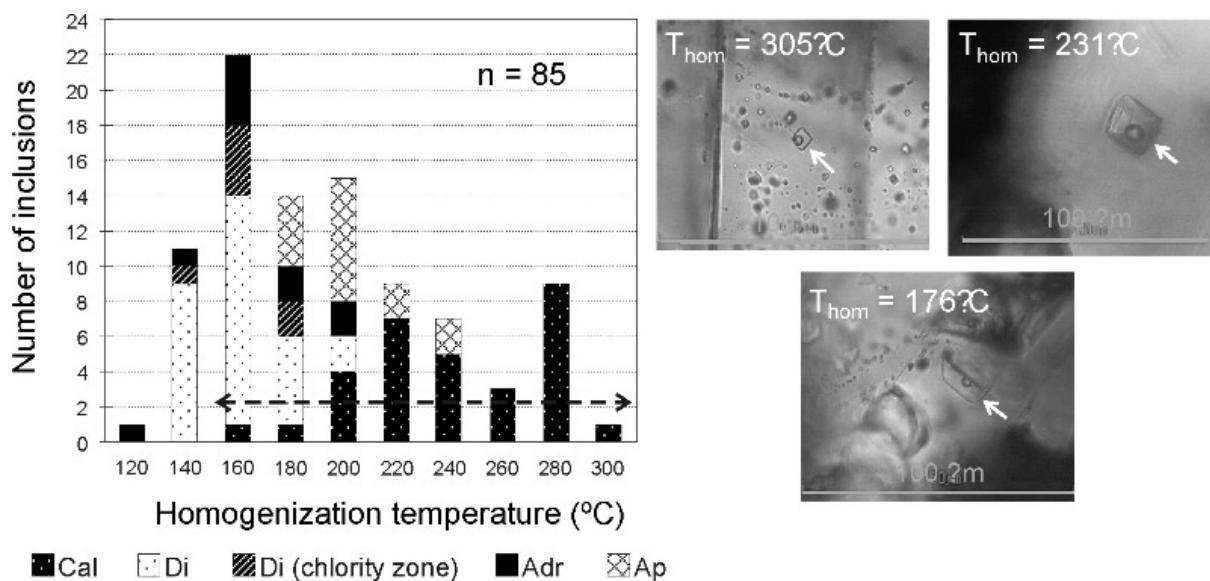 24
22
20
18
16
14
12
10
8
6
4
2
0
Number of inclusions
n = 85
120 140 160 180 200 220 240 260 280 300
Homogenization temperature (ºC)
Cal Di Di (chlority zone) Adr Ap
Thom = 305?C
Thom = 231?C
100 ?m
Thom = 176?C
100 ?m